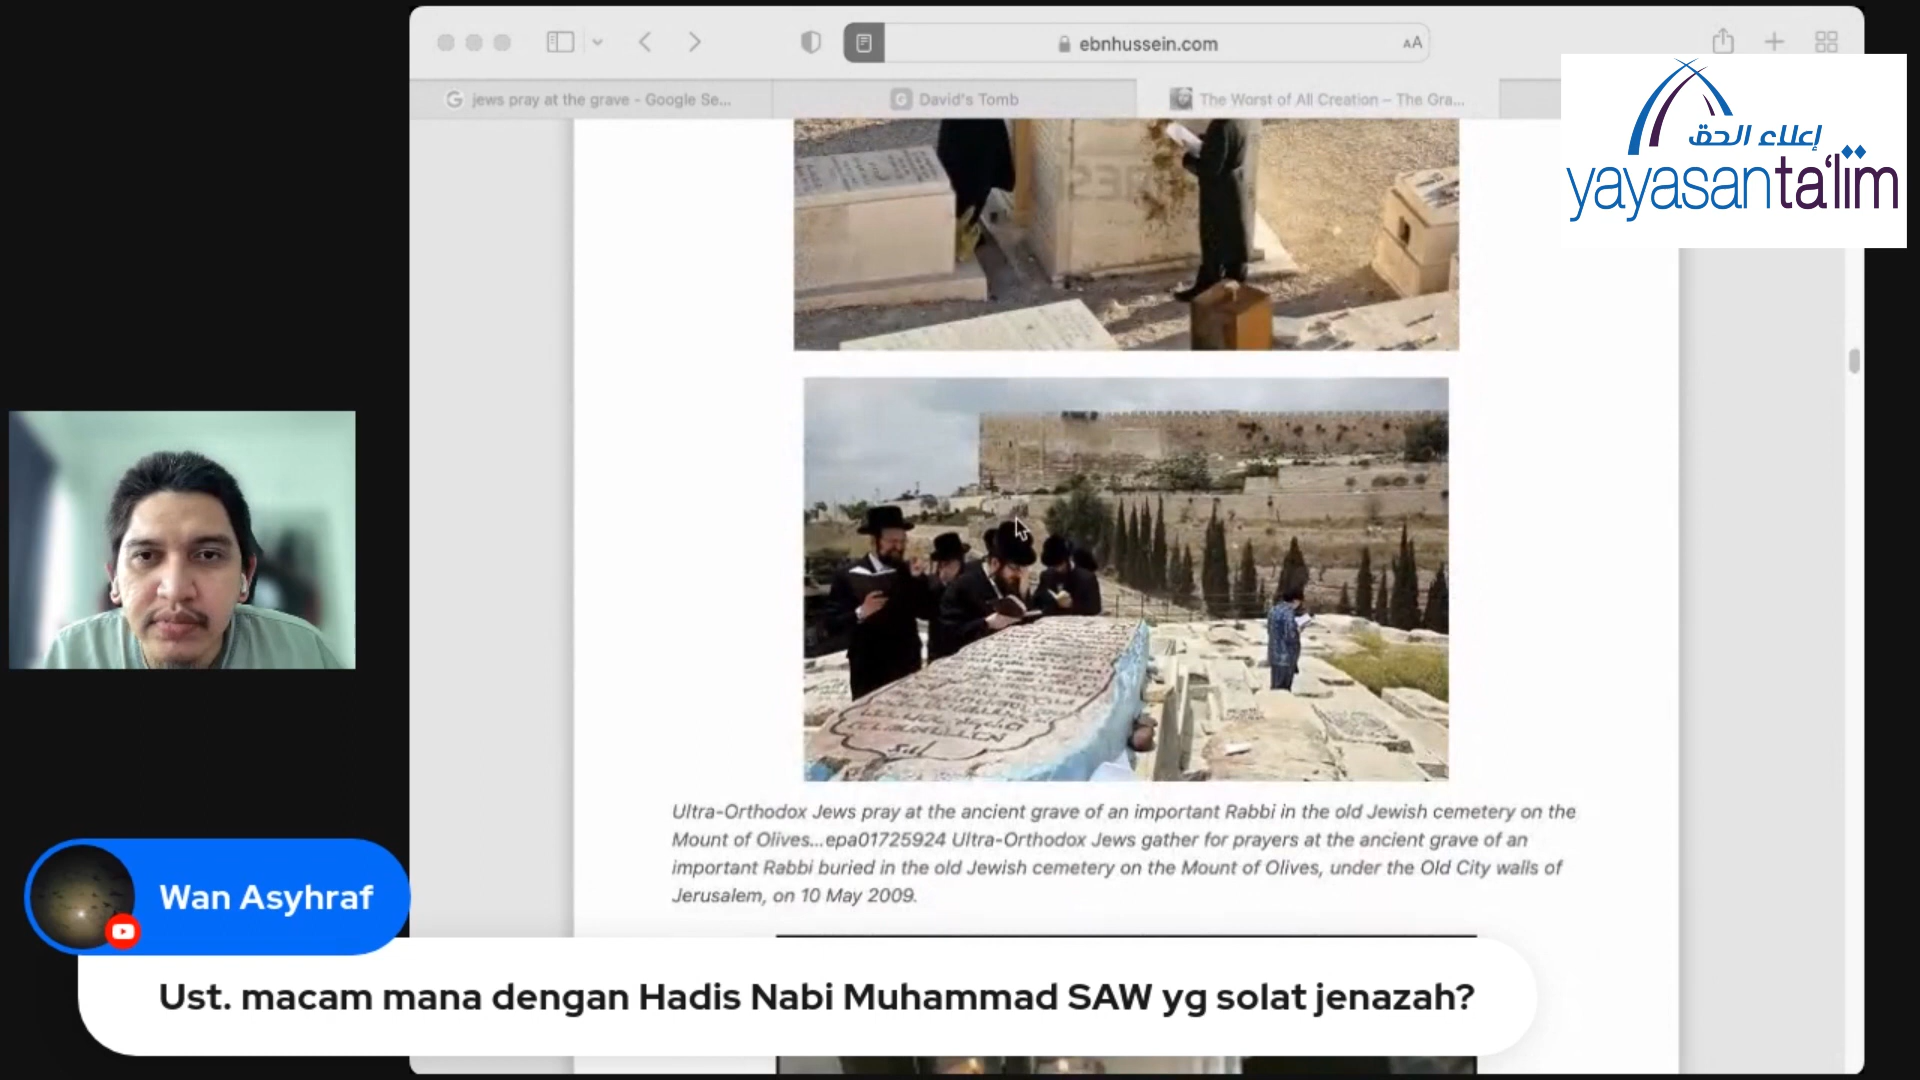 ebnhussein.com
AA
jews pray at the grave - Google Se...
G David's Tomb
The Worst of All Creation – The Gra...
إعلاء الحق
yayasanta'lim
Ultra-Orthodox Jews pray at the ancient grave of an important Rabbi in the old Jewish cemetery on the
Mount of Olives...epa01725924 Ultra-Orthodox Jews gather for prayers at the ancient grave of an
important Rabbi buried in the old Jewish cemetery on the Mount of Olives, under the Old City walls of
Jerusalem, on 10 May 2009.
Wan Asyhraf
Ust. macam mana dengan Hadis Nabi Muhammad SAW yg solat jenazah?